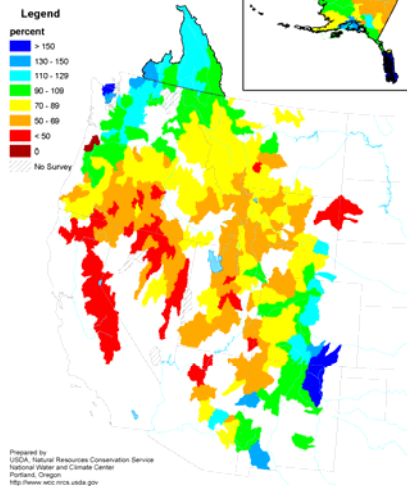 Legend
percent
> 150
130 - 150
110 - 129
90 - 109
70 - 89
50 - 69
< 50
0
No Survey
Prepared by
USDA, Natural Resources Conservation Service
National Water and Climate Center
Portland, Oregon
http://www.wcc.nrcs.usda.gov